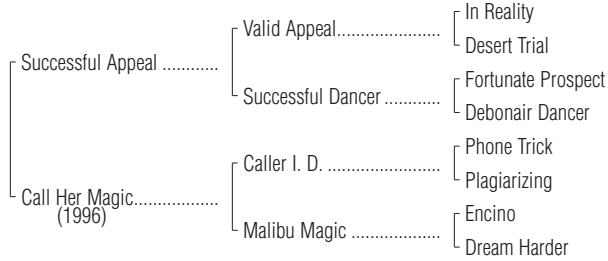 In Reality
Valid Appeal..................
Desert Trial
Successful Appeal ............
Fortunate Prospect
Successful Dancer ............
Debonair Dancer
Phone Trick
Caller I. D. ....................
Plagiarizing
Call Her Magic..................
(1996)
Encino
Malibu Magic ..................
Dream Harder